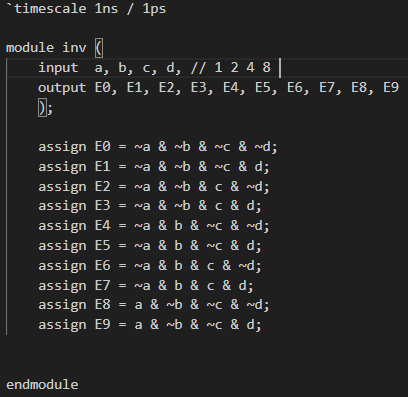 `timescale 1ns / 1ps
module inv (
input  a, b, c, d, // 1 2 4 8
output E0, E1, E2, E3, E4, E5, E6, E7, E8, E9
);
assign E0 = ~a & ~b & ~c & ~d;
assign E1 = ~a & ~b & ~c & d;
assign E2 = ~a & ~b & c & ~d;
assign E3 = ~a & ~b & c & d;
assign E4 = ~a & b & ~c & ~d;
assign E5 = ~a & b & ~c & d;
assign E6 = ~a & b & c & ~d;
assign E7 = ~a & b & c & d;
assign E8 = a & ~b & ~c & ~d;
assign E9 = a & ~b & ~c & d;
endmodule